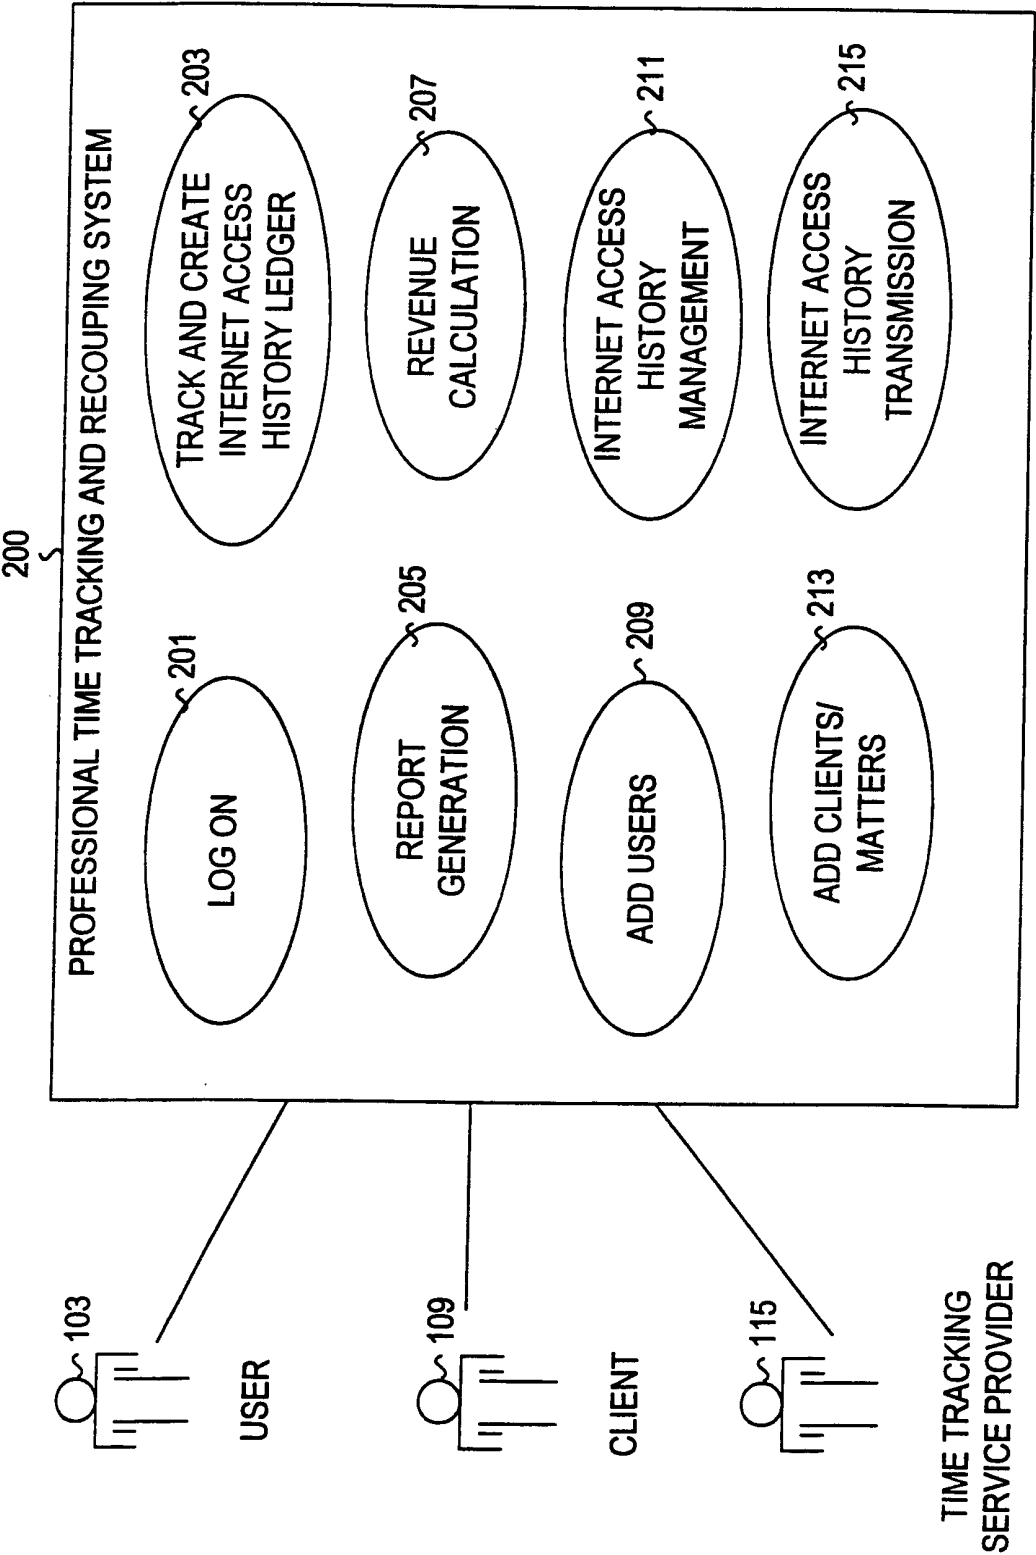 200
PROFESSIONAL TIME TRACKING AND RECOUPING SYSTEM
103
USER
109
CLIENT
115
TIME TRACKING
SERVICE PROVIDER
201
LOG ON
203
TRACK AND CREATE
INTERNET ACCESS
HISTORY LEDGER
205
REPORT
GENERATION
207
REVENUE
CALCULATION
209
ADD USERS
211
INTERNET ACCESS
HISTORY
MANAGEMENT
213
ADD CLIENTS/
MATTERS
215
INTERNET ACCESS
HISTORY
TRANSMISSION